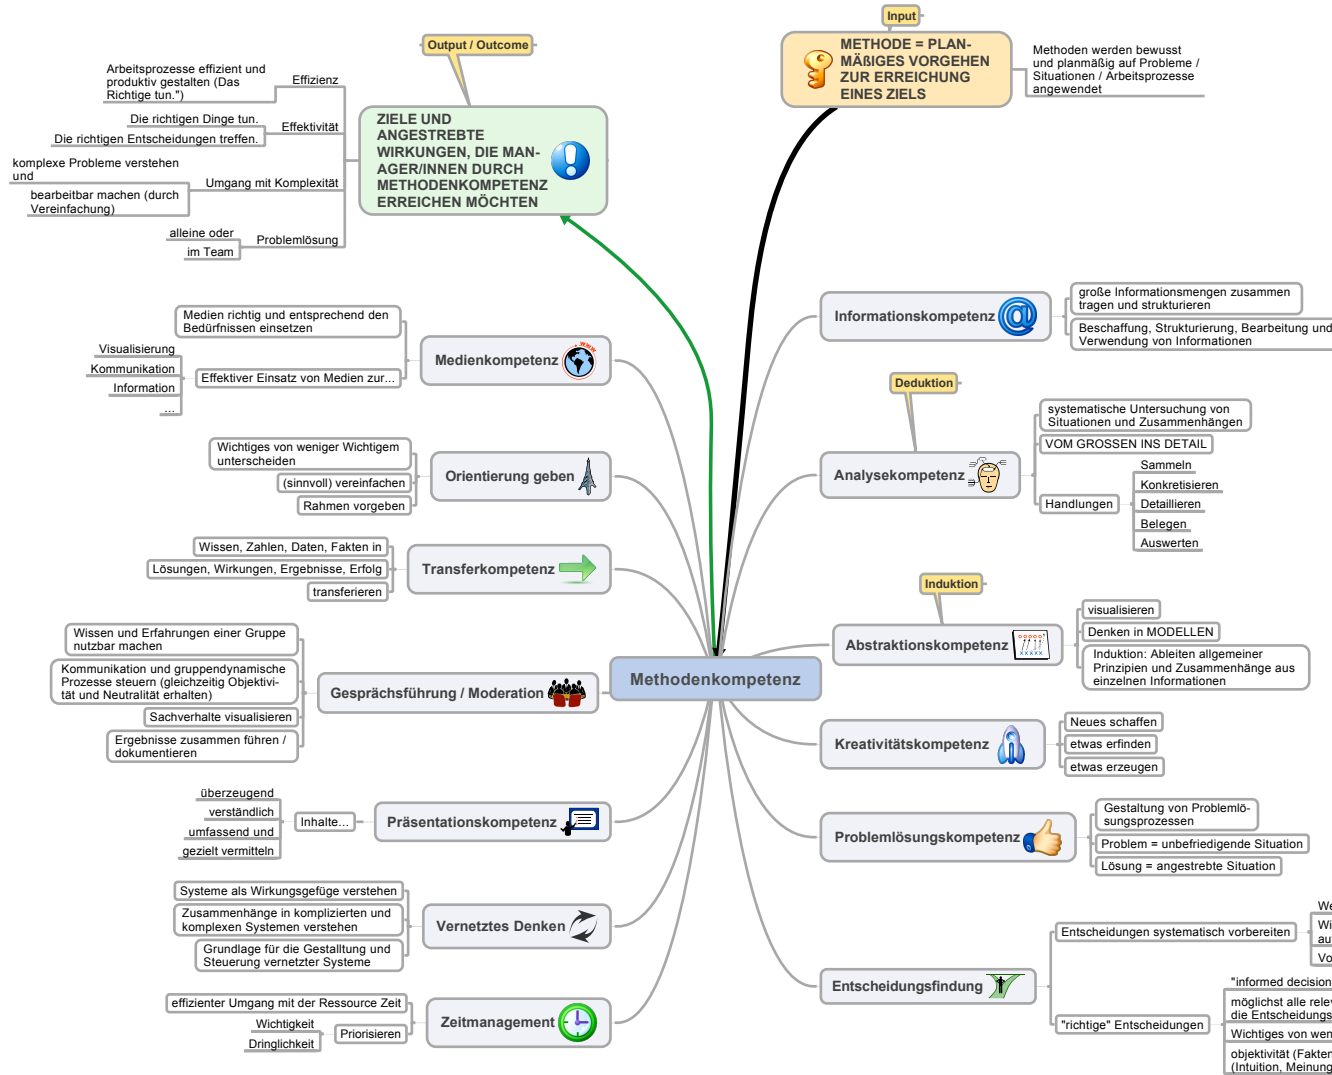 Input
METHODE = PLAN-
MÄßIGES VORGEHEN
ZUR ERREICHUNG
EINES ZIELS
Methoden werden bewusst
und planmäßig auf Probleme /
Situationen / Arbeitsprozesse
angewendet
Output / Outcome
ZIELE UND
ANGESTREBTE
WIRKUNGEN, DIE MAN-
AGER/INNEN DURCH
METHODENKOMPETENZ
ERREICHEN MÖCHTEN
Effizienz
Arbeitsprozesse effizient und
produktiv gestalten (Das
Richtige tun.")
Effektivität
Die richtigen Dinge tun.
Die richtigen Entscheidungen treffen.
Umgang mit Komplexität
komplexe Probleme verstehen
und
bearbeitbar machen (durch
Vereinfachung)
Problemlösung
alleine oder
im Team
Methodenkompetenz
Medienkompetenz
www
Medien richtig und entsprechend den
Bedürfnissen einsetzen
Effektiver Einsatz von Medien zur...
Visualisierung
Kommunikation
Information
...
Orientierung geben
Wichtiges von weniger Wichtigem
unterscheiden
(sinnvoll) vereinfachen
Rahmen vorgeben
Transferkompetenz
Wissen, Zahlen, Daten, Fakten in
Lösungen, Wirkungen, Ergebnisse, Erfolg
transferieren
Gesprächsführung / Moderation
Wissen und Erfahrungen einer Gruppe
nutzbar machen
Kommunikation und gruppendynamische
Prozesse steuern (gleichzeitig Objektivi-
tät und Neutralität erhalten)
Sachverhalte visualisieren
Ergebnisse zusammen führen /
dokumentieren
Präsentationskompetenz
Inhalte...
überzeugend
verständlich
umfassend und
gezielt vermitteln
Vernetztes Denken
Systeme als Wirkungsgefüge verstehen
Zusammenhänge in komplizierten und
komplexen Systemen verstehen
Grundlage für die Gestalltung und
Steuerung vernetzter Systeme
Zeitmanagement
effizienter Umgang mit der Ressource Zeit
Priorisieren
Wichtigkeit
Dringlichkeit
Informationskompetenz
@
große Informationsmengen zusammen
tragen und strukturieren
Beschaffung, Strukturierung, Bearbeitung und
Verwendung von Informationen
Deduktion
Analysekompetenz
systematische Untersuchung von
Situationen und Zusammenhängen
VOM GROSSEN INS DETAIL
Handlungen
Sammeln
Konkretisieren
Detaillieren
Belegen
Auswerten
Induktion
Abstraktionskompetenz
visualisieren
Denken in MODELLEN
Induktion: Ableiten allgemeiner
Prinzipien und Zusammenhänge aus
einzelnen Informationen
Kreativitätskompetenz
Neues schaffen
etwas erfinden
etwas erzeugen
Problemlösungskompetenz
Gestaltung von Problemlö-
sungsprozessen
Problem = unbefriedigende Situation
Lösung = angestrebte Situation
Entscheidungsfindung
Entscheidungen systematisch vorbereiten
"richtige" Entscheidungen
"informed decision
möglichst alle
die
Wichtiges von
objektivität
(Intuition,